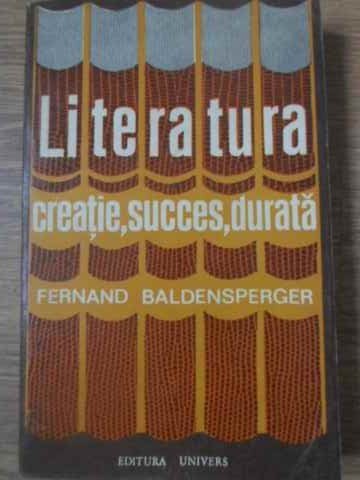 Literatura
creație,succes,durată
FERNAND BALDENSPERGER
EDITURA UNIVERS